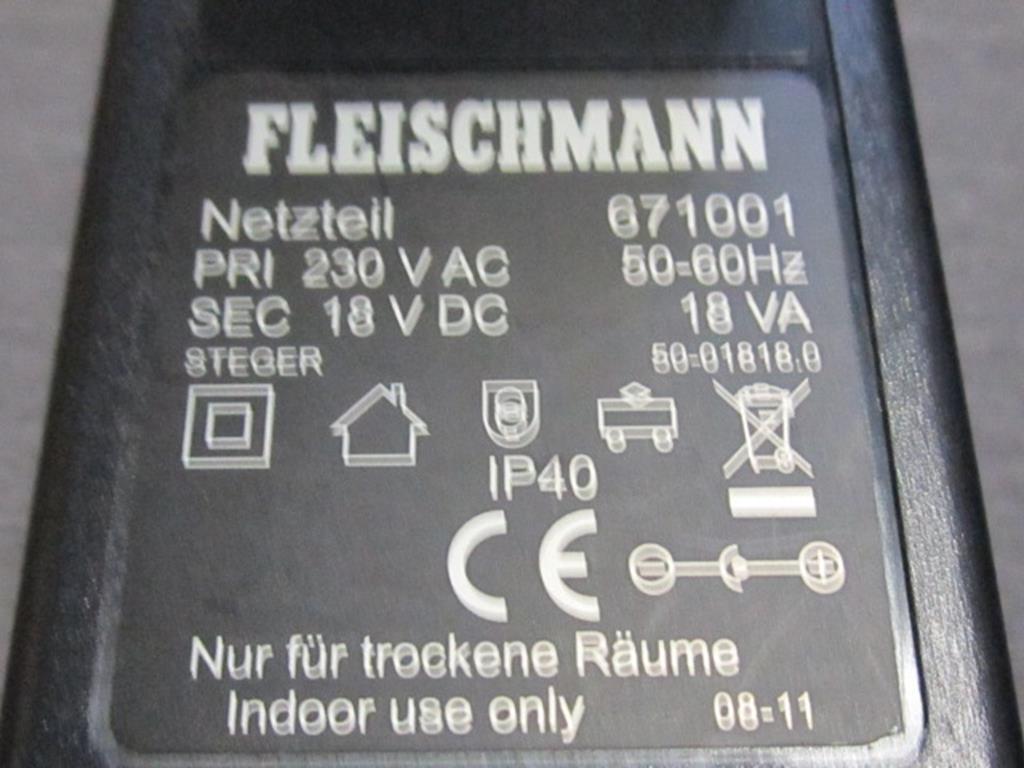 FLEISCHMANN
Netzteil 671001
PRI 230 V AC 50-60Hz
SEC 18 V DC 18 VA
STEGER 50-01818.0
IP40
CE
Nur für trockene Räume
Indoor use only 08-11